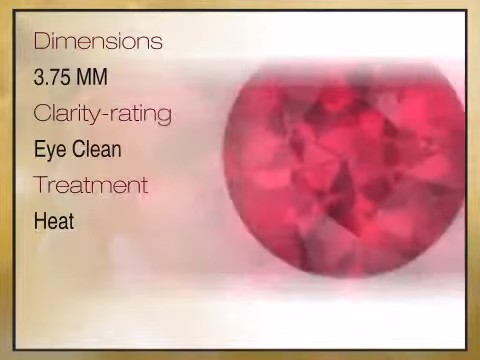 Dimensions
3.75 MM
Clarity-rating
Eye Clean
Treatment
Heat